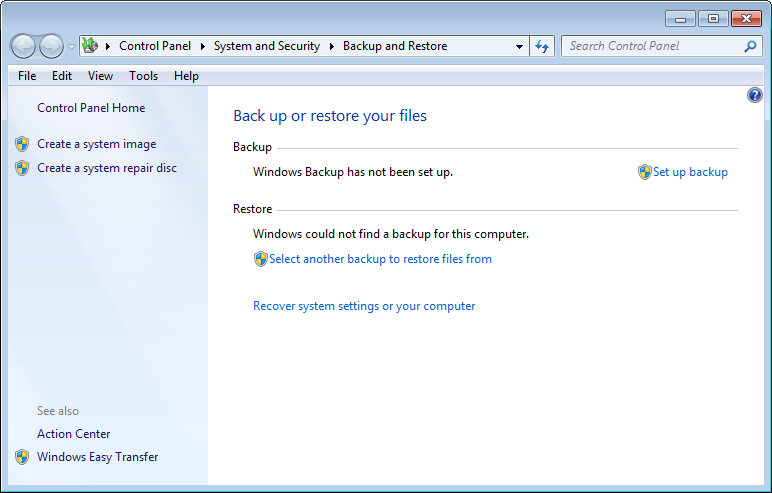 Control Panel System and Security Backup and Restore Search Control Panel
File Edit View Tools Help
Control Panel Home
Create a system image
Create a system repair disc
Back up or restore your files
Backup
Windows Backup has not been set up. Set up backup
Restore
Windows could not find a backup for this computer.
Select another backup to restore files from
Recover system settings or your computer
See also
Action Center
Windows Easy Transfer